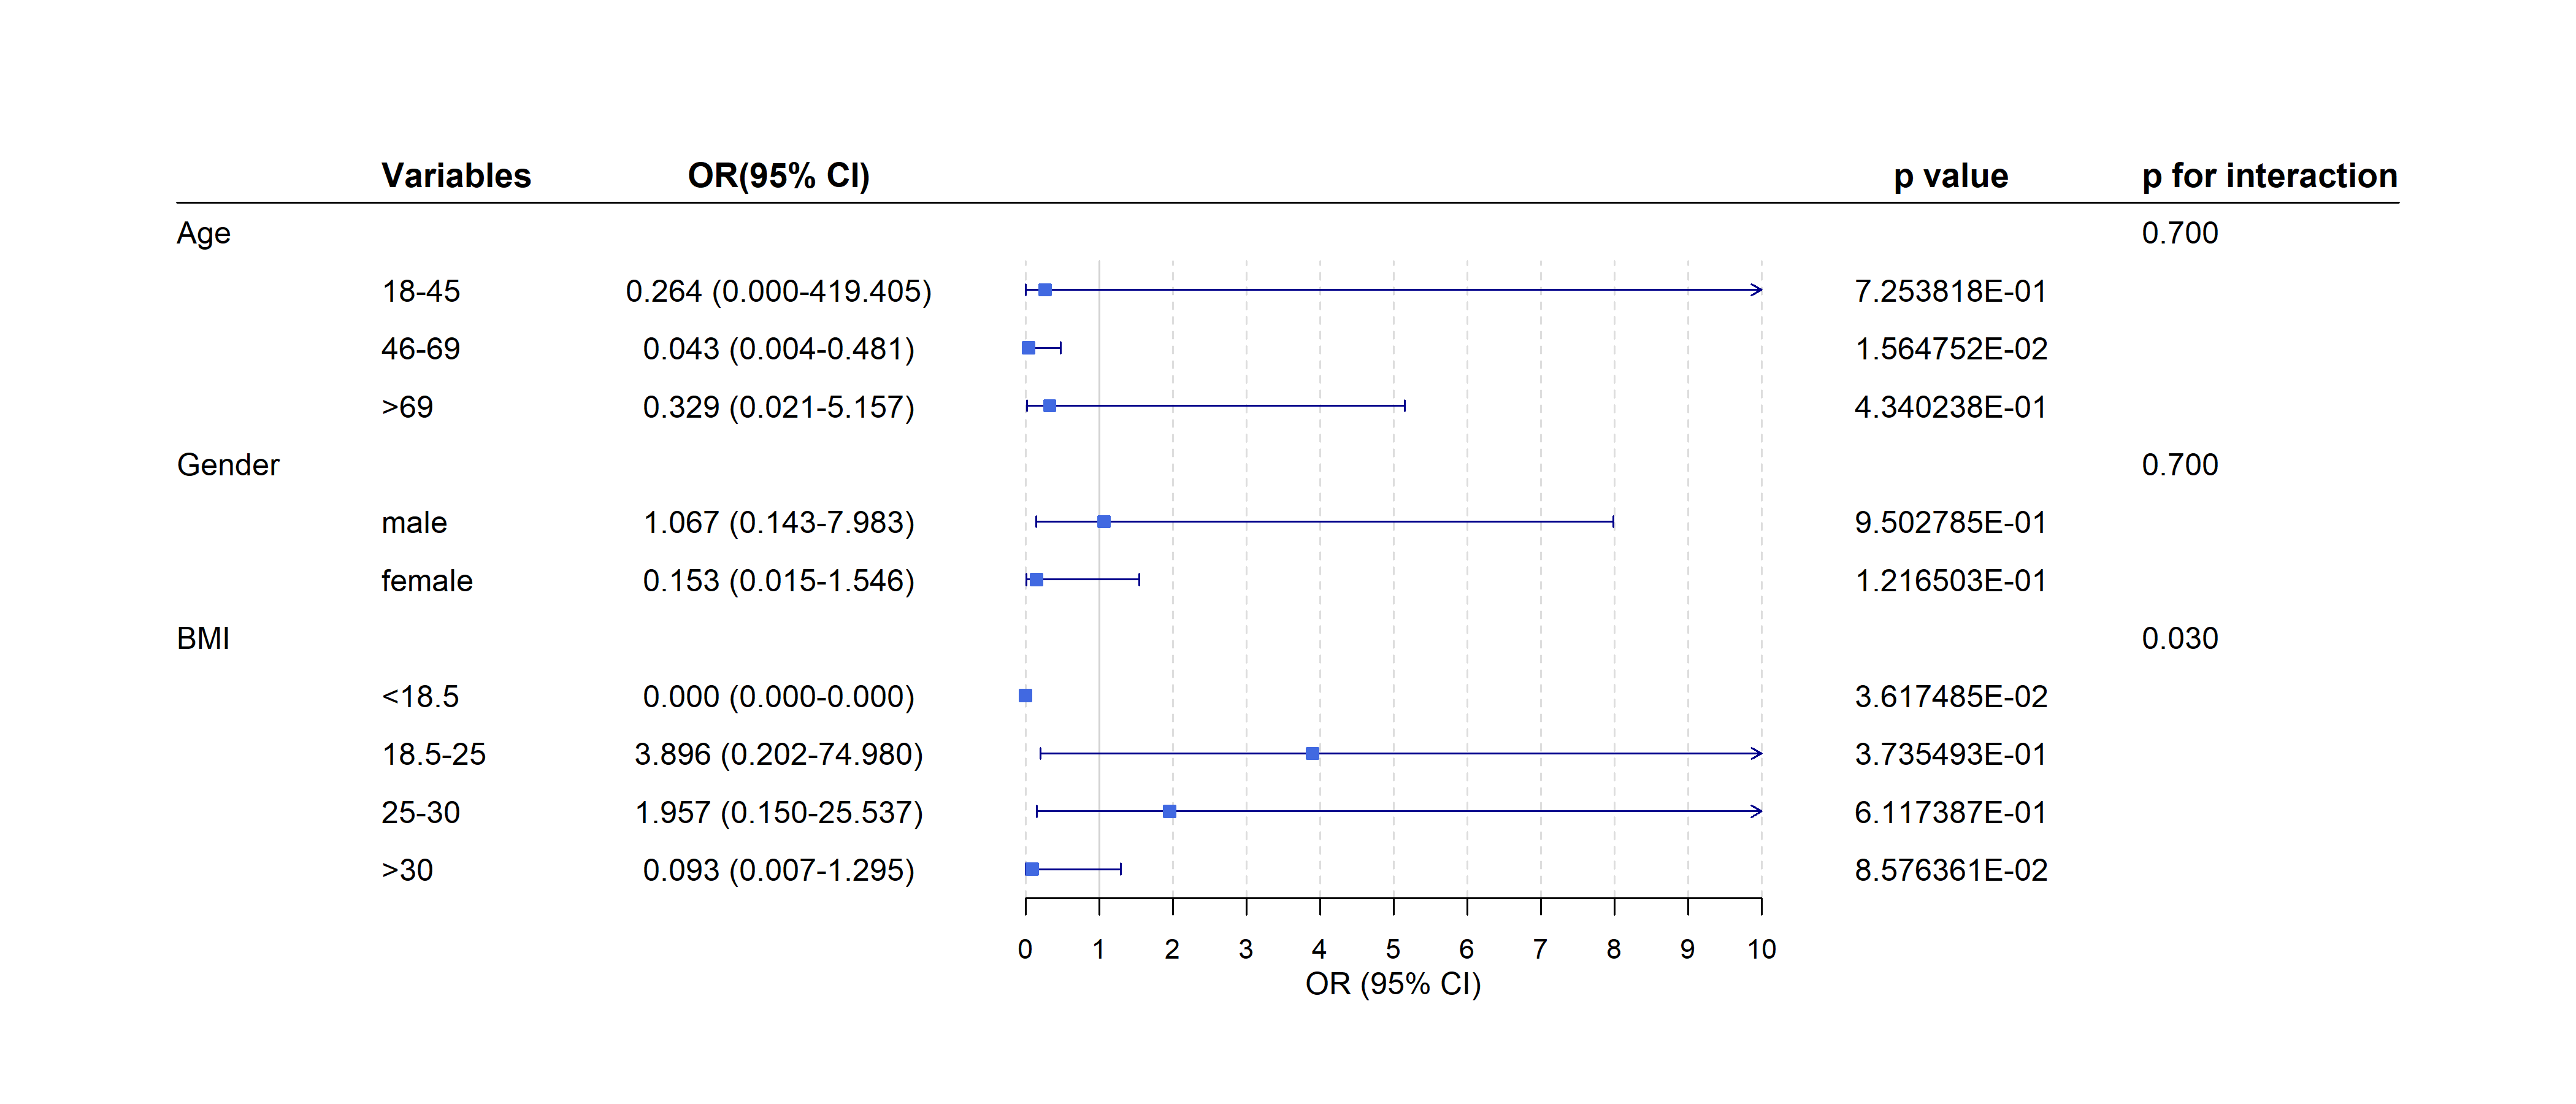 Variables OR(95% CI) p value p for interaction
Age 0.700
18-45 0.264 (0.000-419.405) 7.253818E-01
46-69 0.043 (0.004-0.481) 1.564752E-02
>69 0.329 (0.021-5.157) 4.340238E-01
Gender 0.700
male 1.067 (0.143-7.983) 9.502785E-01
female 0.153 (0.015-1.546) 1.216503E-01
BMI 0.030
<18.5 0.000 (0.000-0.000) 3.617485E-02
18.5-25 3.896 (0.202-74.980) 3.735493E-01
25-30 1.957 (0.150-25.537) 6.117387E-01
>30 0.093 (0.007-1.295) 8.576361E-02
0 1 2 3 4 5 6 7 8 9 10
OR (95% CI)